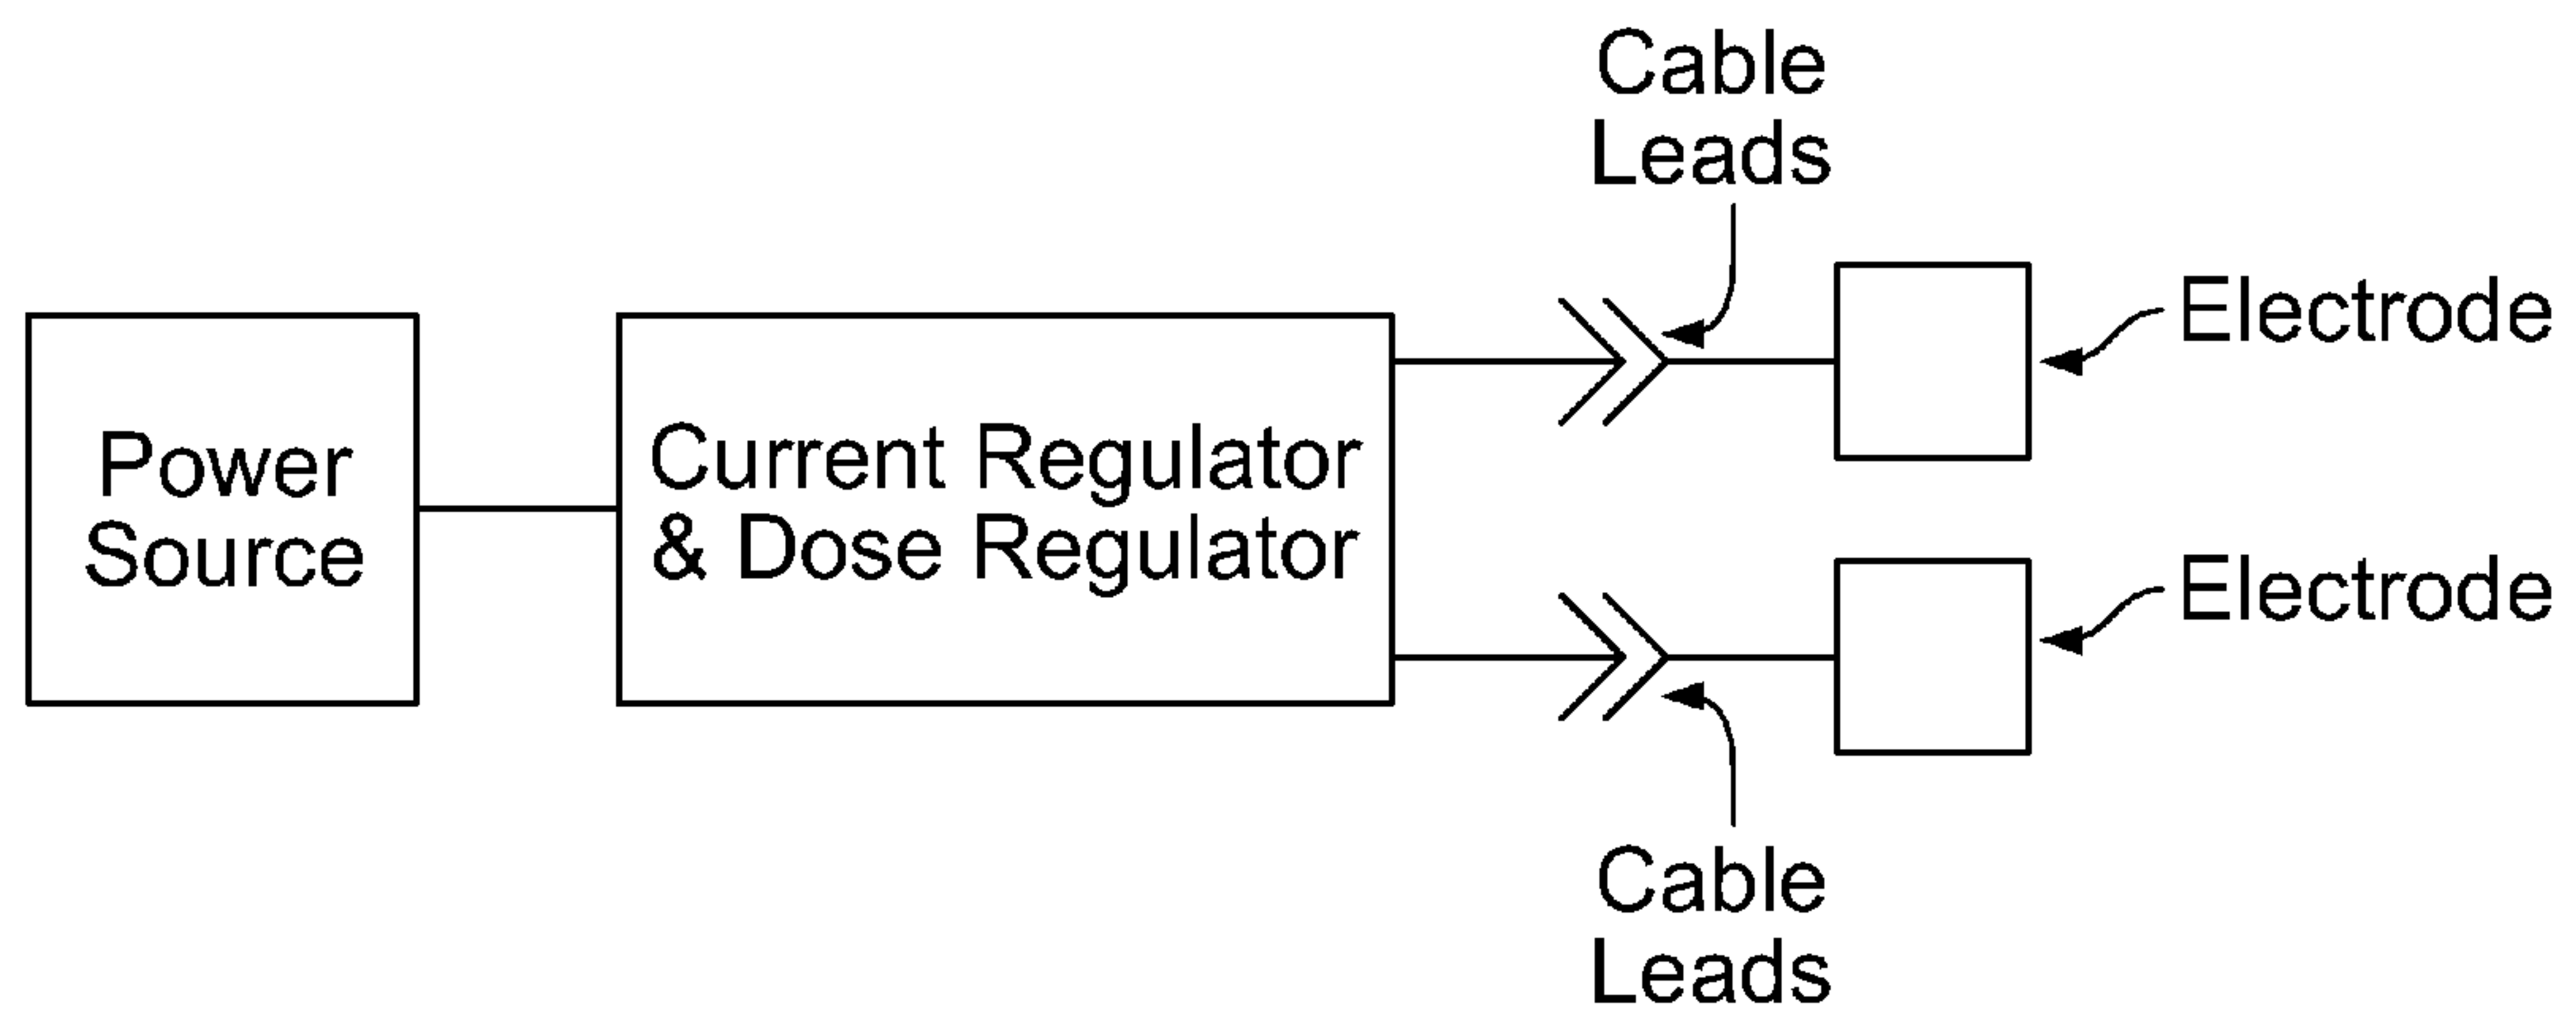 Cable
Leads
Electrode
Power
Source
Current Regulator
& Dose Regulator
Electrode
Cable
Leads